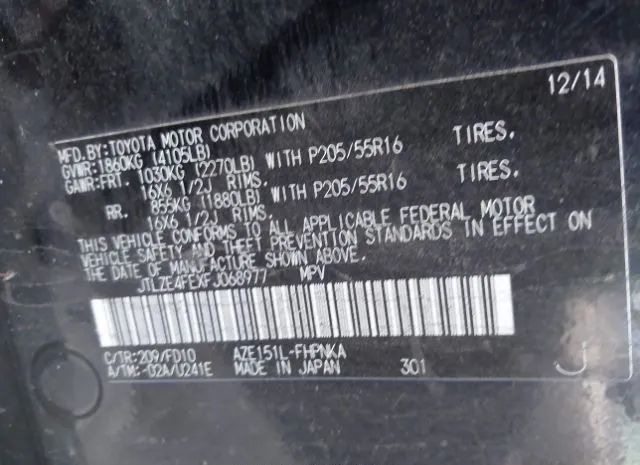 12/14
MFD.BY:TOYOTA MOTOR CORPORATION
GVWR:1860KG (4105LB)
GAWR:FRT. 1030KG (2270LB) WITH P205/55R16 TIRES,
16X6 1/2J RIMS.
RR. 855KG (1880LB) WITH P205/55R16 TIRES,
16X6 1/2J RIMS.
THIS VEHICLE CONFORMS TO ALL APPLICABLE FEDERAL MOTOR
VEHICLE SAFETY AND THEFT PREVENTION STANDARDS IN EFFECT ON
THE DATE OF MANUFACTURE SHOWN ABOVE.
JTLZE4FEXFJ068977 MPV
C/TR:209/FD10 AZE151L-FHPNKA
A/TM:-02A/U241E MADE IN JAPAN 301 J